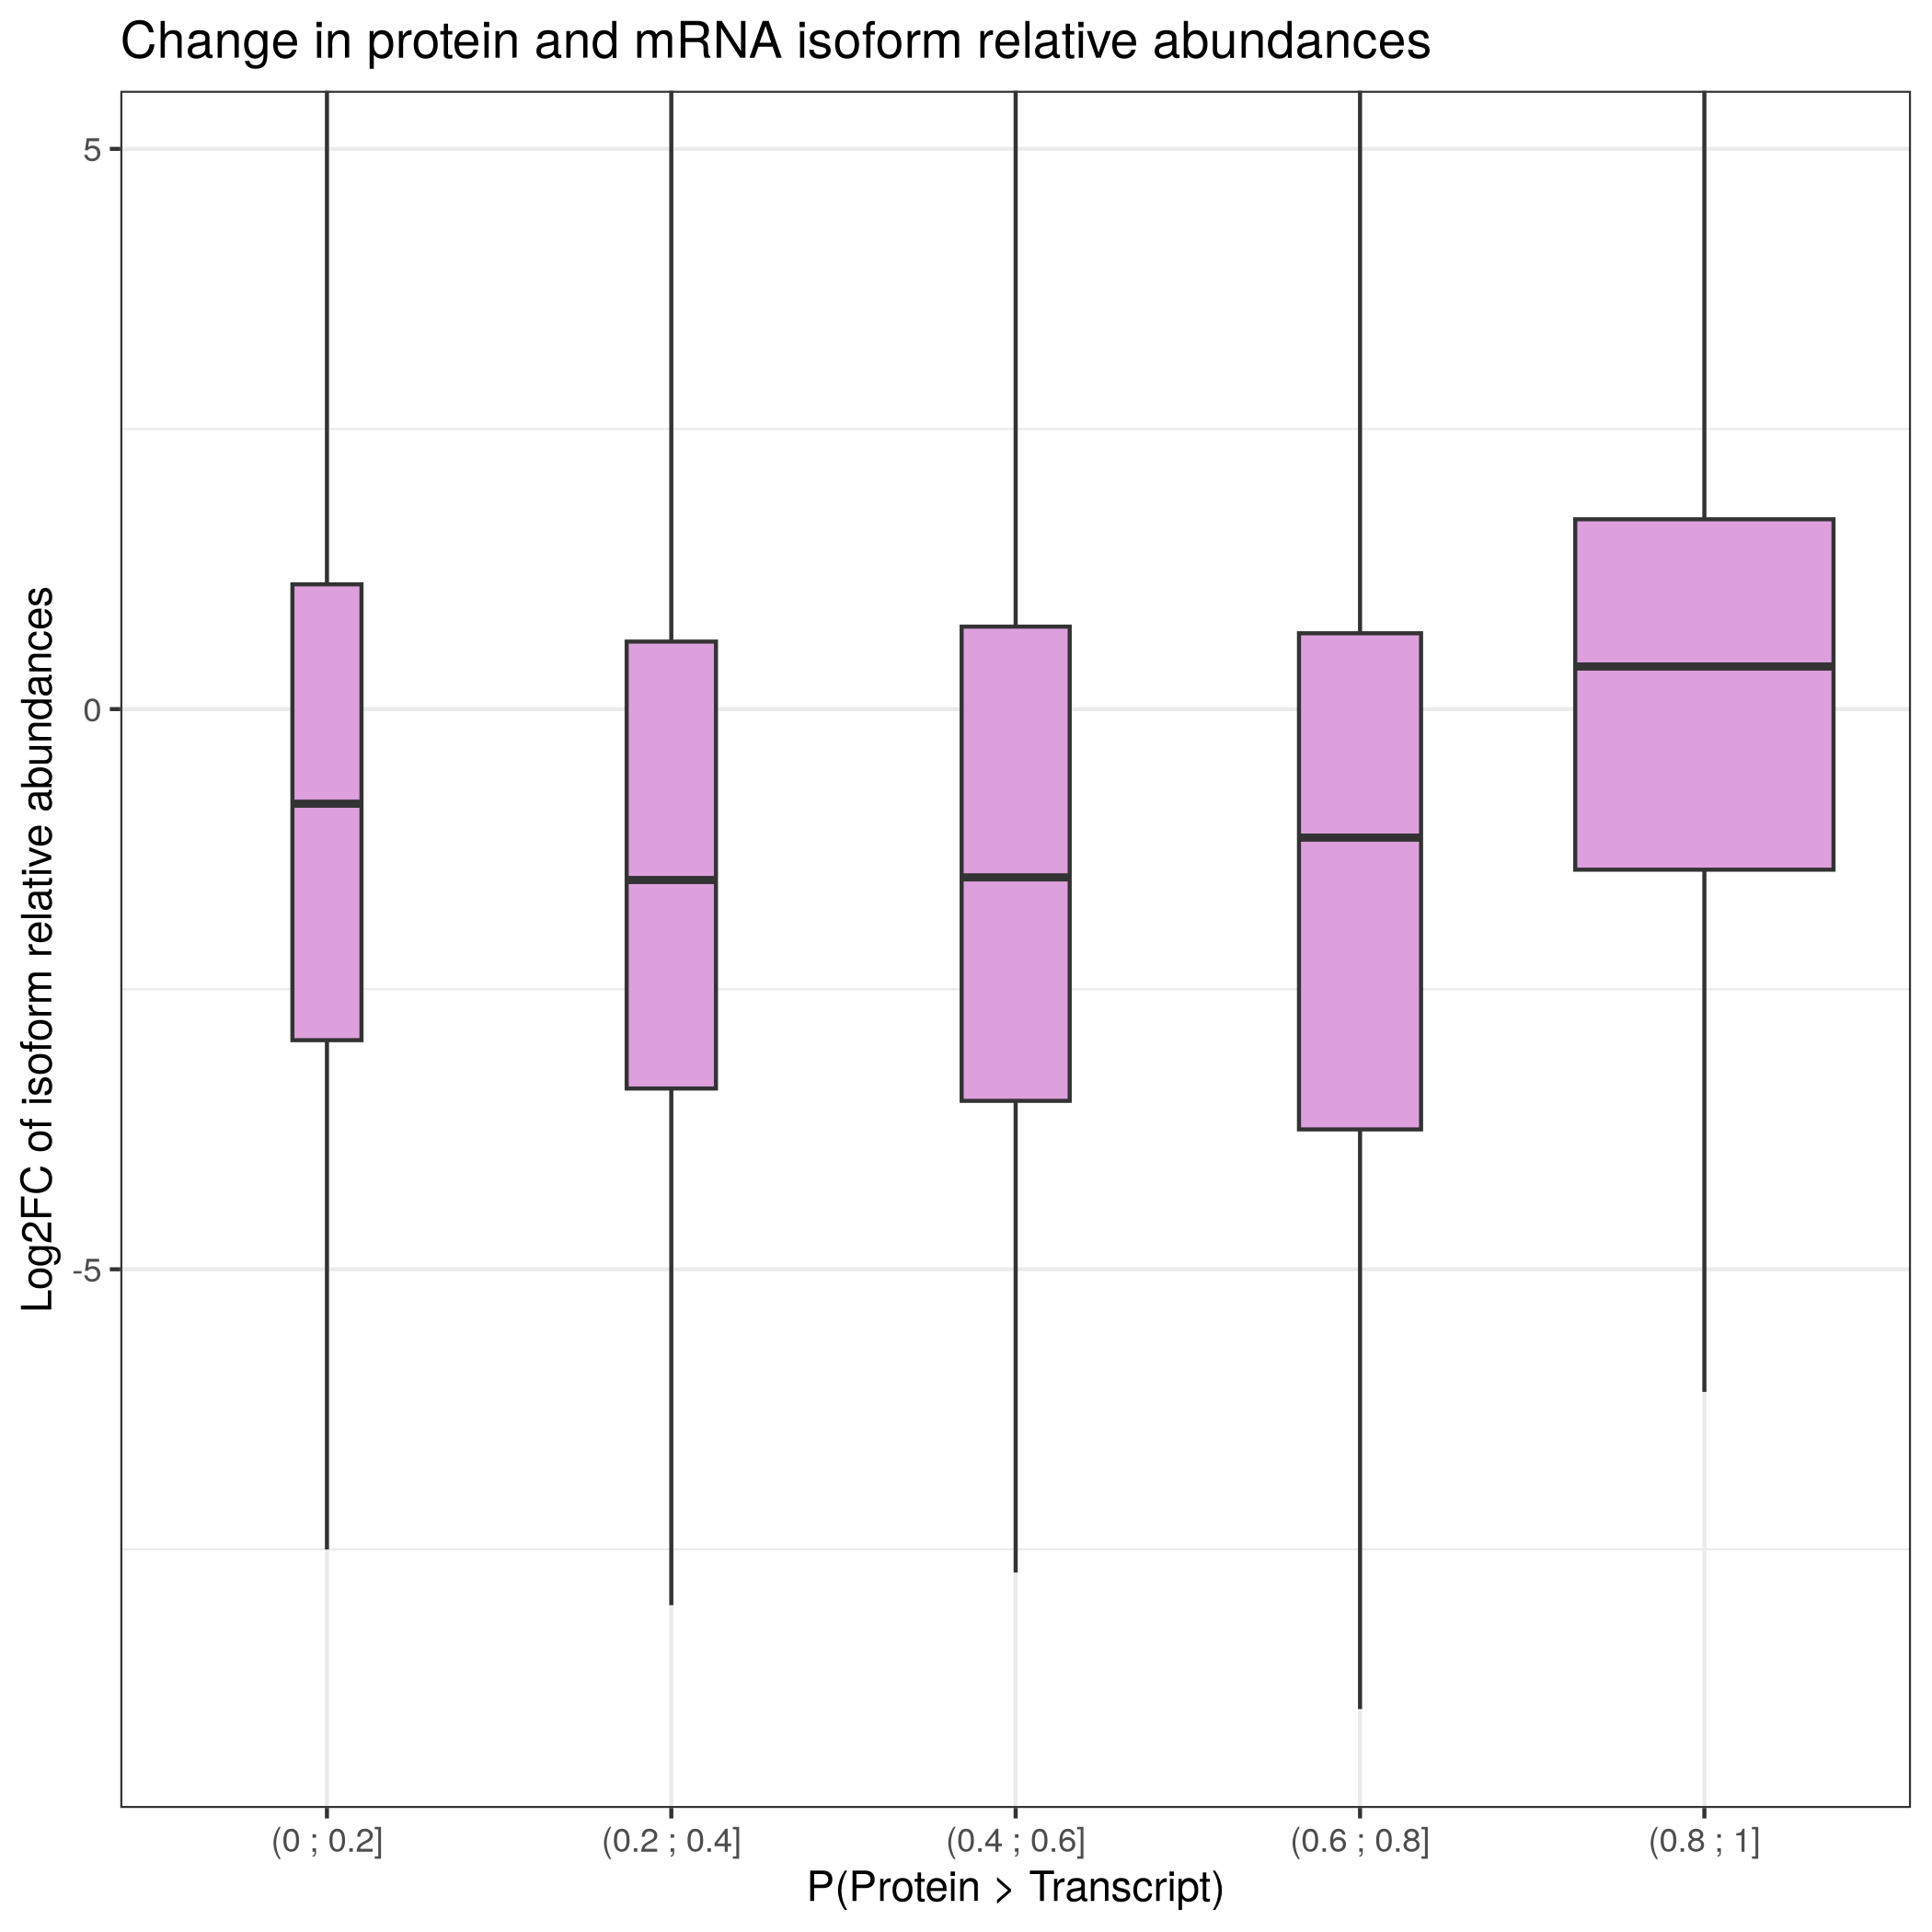 Change in protein and mRNA isoform relative abundances
Log2FC of isoform relative abundances
5
0
-5
(0 ; 0.2]
(0.2 ; 0.4]
(0.4 ; 0.6]
(0.6 ; 0.8]
(0.8 ; 1]
P(Protein > Transcript)